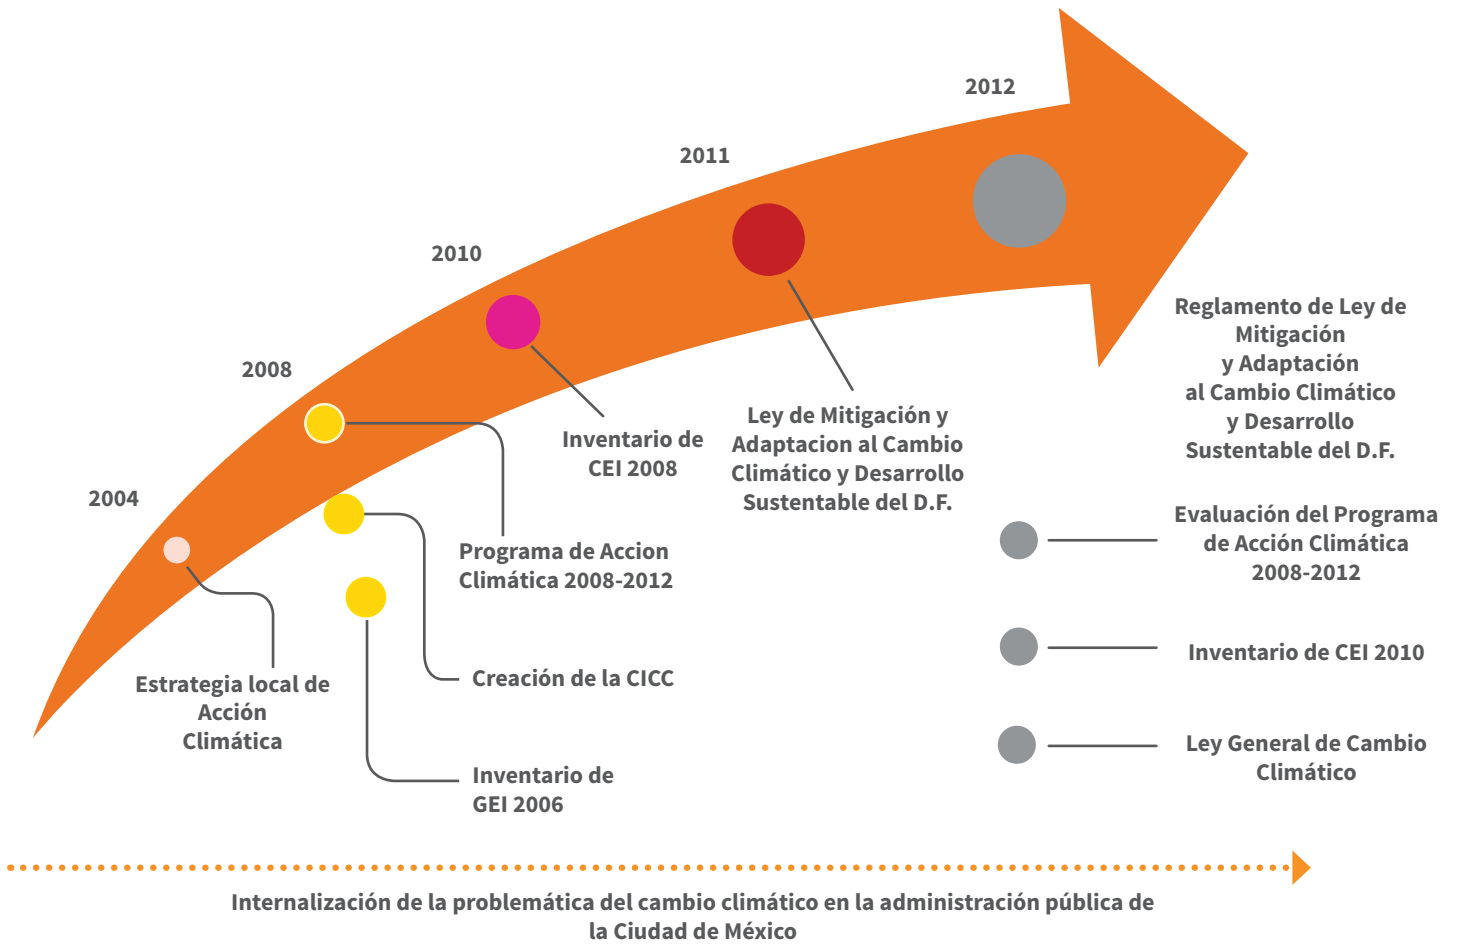 2004
Estrategia local de
Acción
Climática
2008
Programa de Accion
Climática 2008-2012
Creación de la CICC
Inventario de
GEI 2006
2010
Inventario de
CEI 2008
2011
Ley de Mitigación y
Adaptacion al Cambio
Climático y Desarrollo
Sustentable del D.F.
2012
Reglamento de Ley de
Mitigación
y Adaptación
al Cambio Climático
y Desarrollo
Sustentable del D.F.
Evaluación del Programa
de Acción Climática
2008-2012
Inventario de CEI 2010
Ley General de Cambio
Climático
Internalización de la problemática del cambio climático en la administración pública de
la Ciudad de México